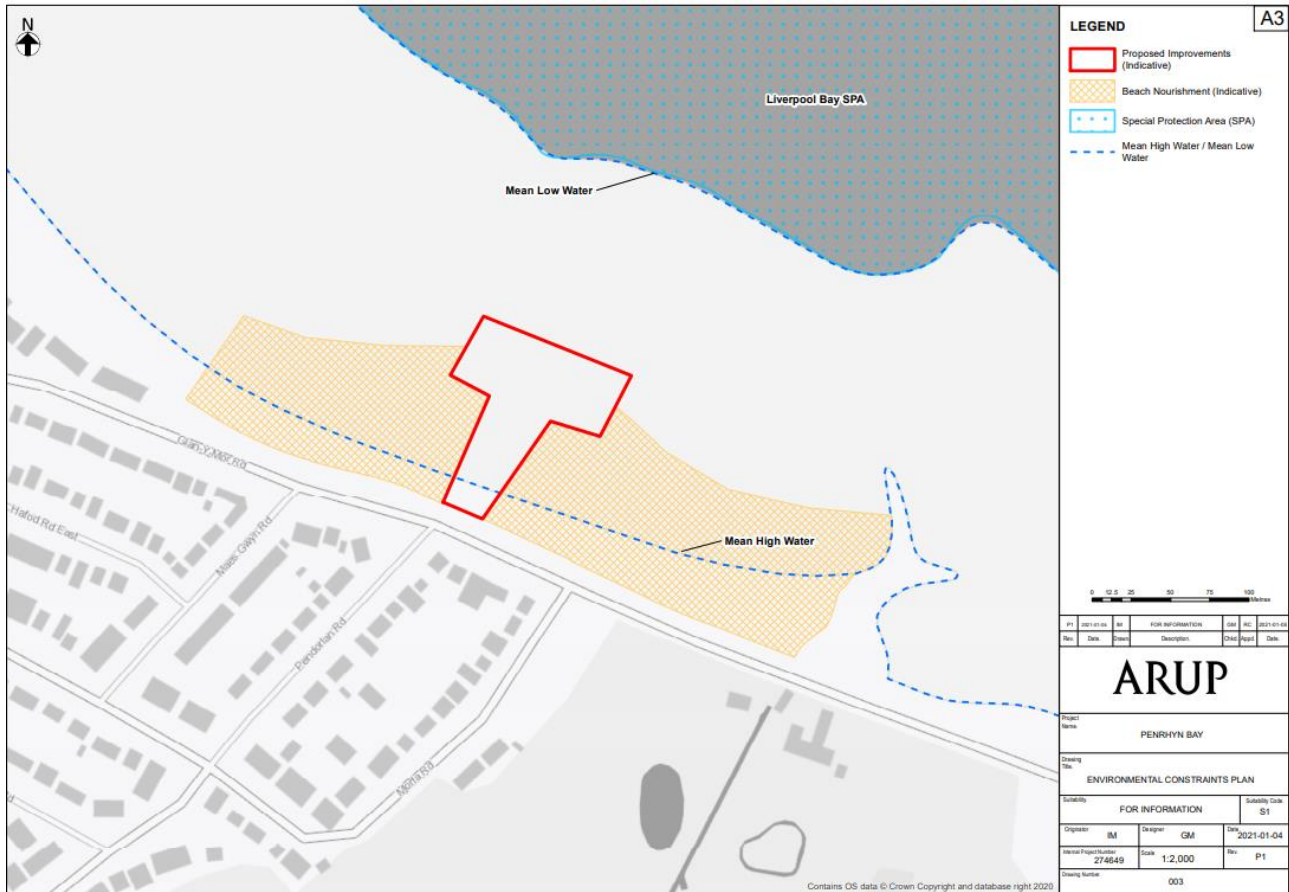 N
Liverpool Bay SPA
Mean Low Water
Mean High Water
Glan-Y-Mor Rd
Hafod Rd East
Maes Gwyn Rd
Pendorlan Rd
Morfa Rd
Contains OS data © Crown Copyright and database right 2020
A3
LEGEND
Proposed Improvements
(Indicative)
Beach Nourishment (Indicative)
Special Protection Area (SPA)
Mean High Water / Mean Low
Water
0 12.5 25 50 75 100
Metres
P1 2021-01-04 IM FOR INFORMATION GM RC
Rev. Date. Drawn Description. Chkd. Appd. Date.
ARUP
Project
Name:
PENRHYN BAY
Drawing
Title.
ENVIRONMENTAL CONSTRAINTS PLAN
Suitability.
FOR INFORMATION
Suitability Code.
S1
Originator
IM
Designer
GM
Date
2021-01-04
Internal Project Number
274649
Scale
1:2,000
Rev.
P1
Drawing Number.
003